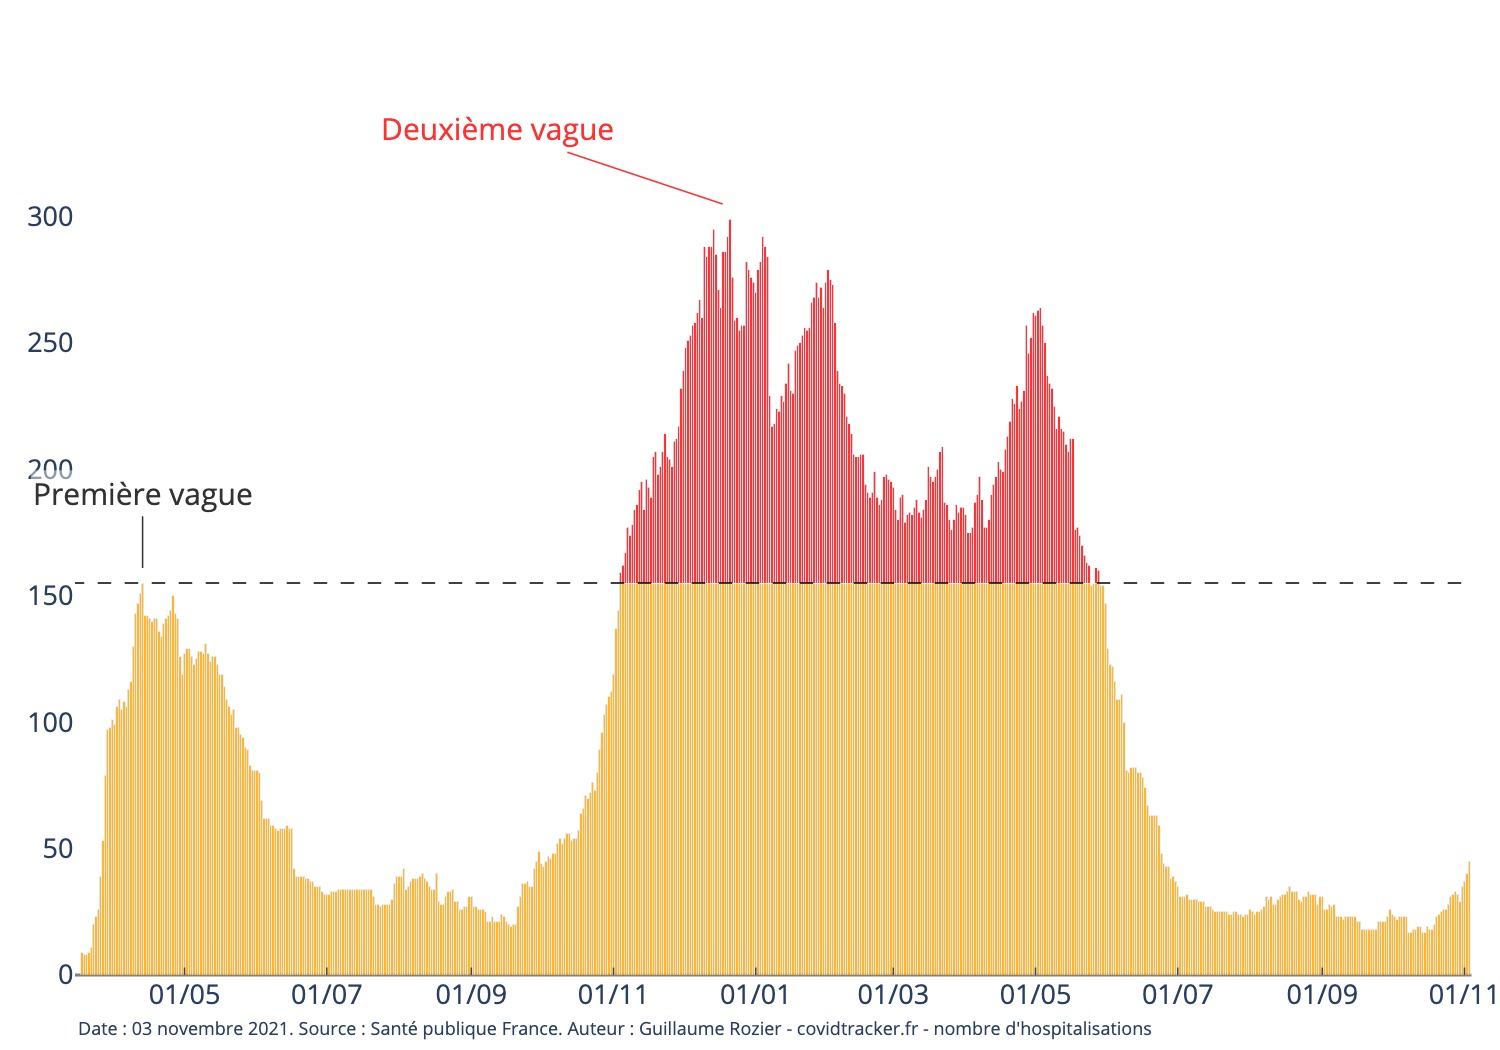 Deuxième vague
300
250
200
Première vague
150
100
50
0
01/05 01/07 01/09 01/11 01/01 01/03 01/05 01/07 01/09 01/11
Date : 03 novembre 2021. Source : Santé publique France. Auteur : Guillaume Rozier - covidtracker.fr - nombre d'hospitalisations